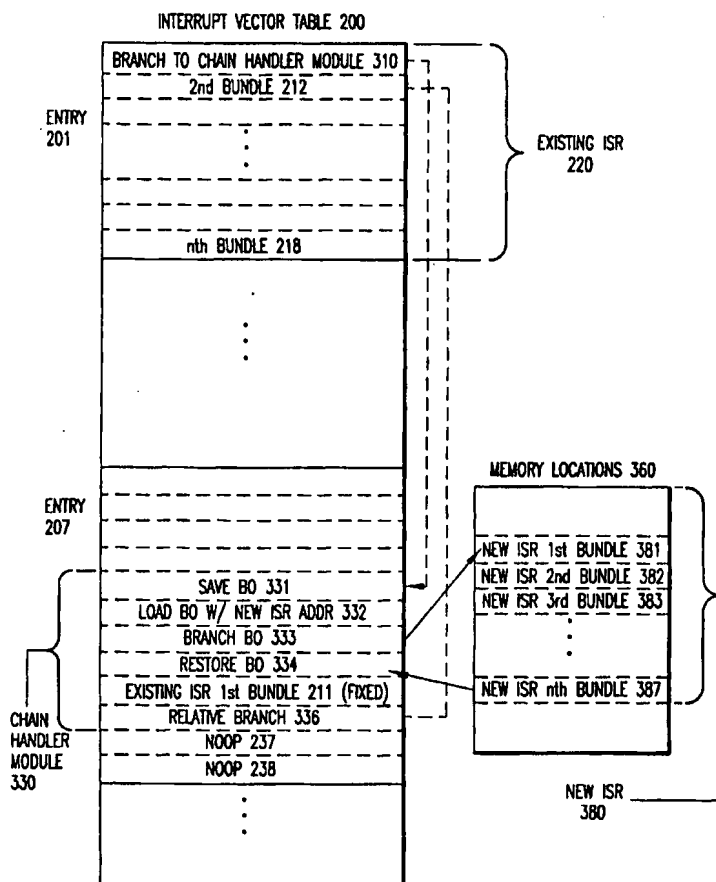 INTERRUPT VECTOR TABLE 200
BRANCH TO CHAIN HANDLER MODULE 310
2nd BUNDLE 212
ENTRY
201
EXISTING ISR
220
nth BUNDLE 218
ENTRY
207
MEMORY LOCATIONS 360
NEW ISR 1st BUNDLE 381
NEW ISR 2nd BUNDLE 382
NEW ISR 3rd BUNDLE 383
NEW ISR nth BUNDLE 387
SAVE BO 331
LOAD BO W/ NEW ISR ADDR 332
BRANCH BO 333
RESTORE BO 334
EXISTING ISR 1st BUNDLE 211 (FIXED)
RELATIVE BRANCH 336
NOOP 237
NOOP 238
CHAIN
HANDLER
MODULE
330
NEW ISR
380